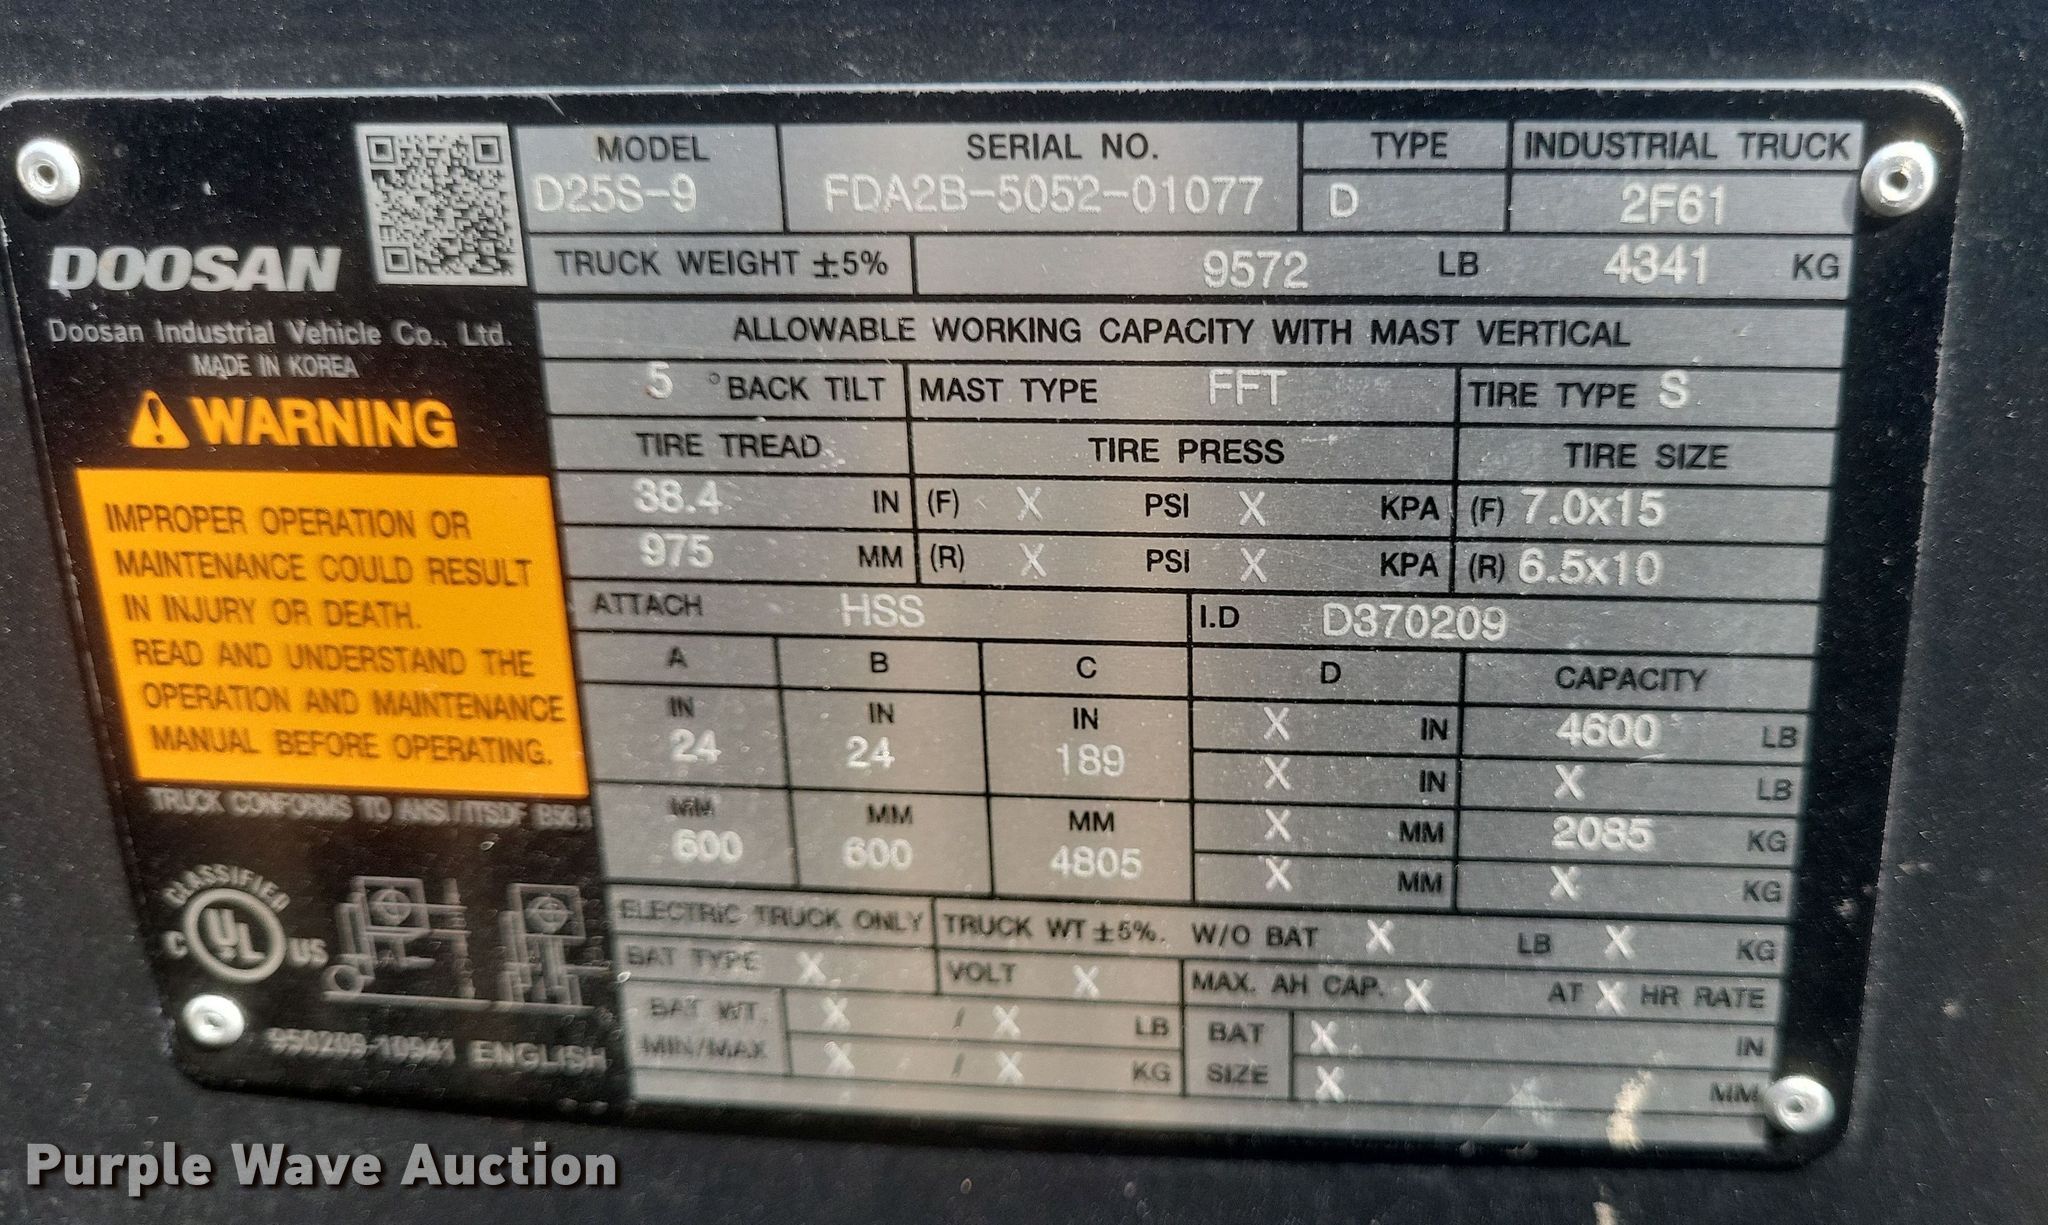 MODEL SERIAL NO. TYPE INDUSTRIAL TRUCK
D25S-9 FDA2B-5052-01077 D 2F61
DOOSAN
Doosan Industrial Vehicle Co., Ltd.
MADE IN KOREA
WARNING
IMPROPER OPERATION OR
MAINTENANCE COULD RESULT
IN INJURY OR DEATH.
READ AND UNDERSTAND THE
OPERATION AND MAINTENANCE
MANUAL BEFORE OPERATING.
TRUCK CONFORMS TO ANSI/ITSDF B56.1
CLASSIFIED
C UL US
950209-10941 ENGLISH
TRUCK WEIGHT ±5% 9572 LB 4341 KG
ALLOWABLE WORKING CAPACITY WITH MAST VERTICAL
5 °BACK TILT MAST TYPE FFT TIRE TYPE S
TIRE TREAD TIRE PRESS TIRE SIZE
38.4 IN (F) X PSI X KPA (F) 7.0x15
975 MM (R) X PSI X KPA (R) 6.5x10
ATTACH HSS I.D D370209
A B C D CAPACITY
IN IN IN X IN 4600 LB
24 24 189 X IN X LB
MM MM MM X MM 2085 KG
600 600 4805 X MM X KG
ELECTRIC TRUCK ONLY TRUCK WT ±5%. W/O BAT X LB X KG
BAT TYPE X VOLT X MAX. AH CAP. X AT X HR RATE
BAT WT. X / X LB BAT X IN
MIN/MAX X / X KG SIZE X MM
Purple Wave Auction